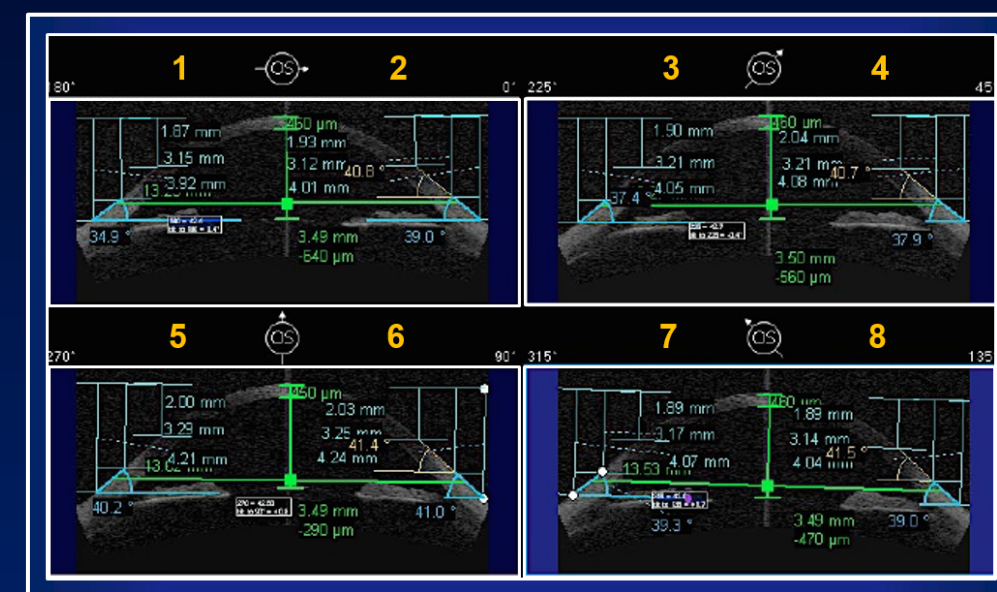 1 OS 2
180° 0°
450 µm
1.87 mm
1.93 mm
3.15 mm
3.12 mm
40.8 °
3.92 mm
4.01 mm
34.9 °
3.49 mm
39.0 °
-640 µm
3 OS 4
225° 45
460 µm
1.90 mm
2.04 mm
3.21 mm
3.21 mm
40.7 °
37.4 °
4.05 mm
4.08 mm
37.9 °
3.50 mm
-560 µm
5 OS 6
270° 90°
450 µm
2.00 mm
2.03 mm
3.29 mm
3.25 mm
41.4 °
4.21 mm
4.24 mm
40.2 °
3.49 mm
41.0 °
-290 µm
7 OS 8
315° 135
460 µm
1.89 mm
1.89 mm
3.17 mm
3.14 mm
41.5 °
13.53 mm
4.07 mm
4.04 mm
39.3 °
3.49 mm
39.0 °
-470 µm